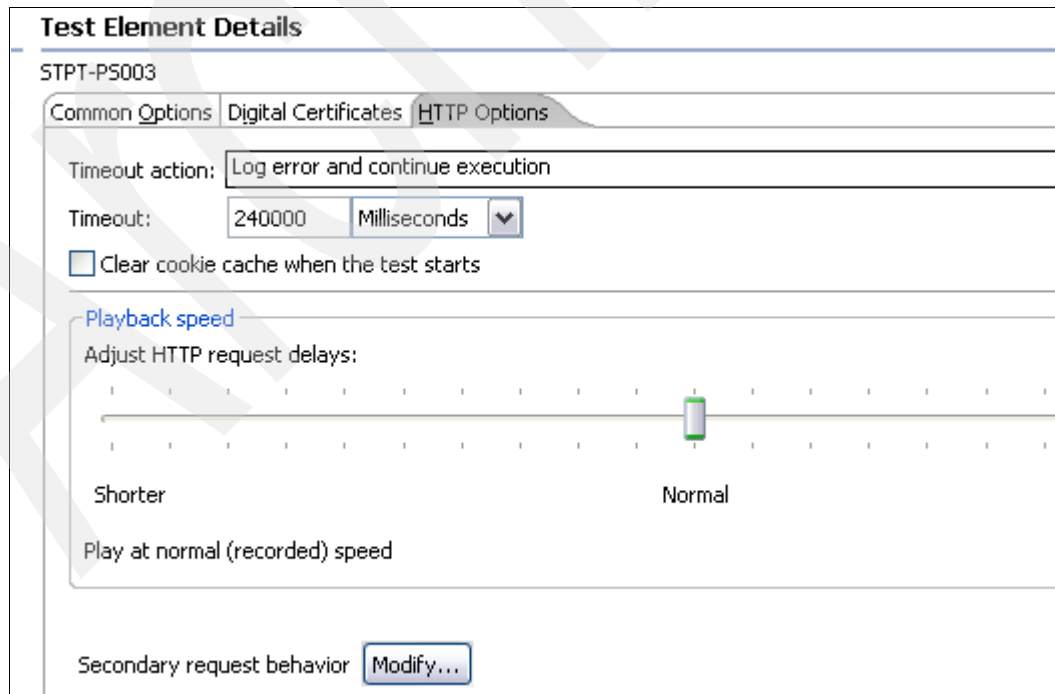 Test Element Details
STPT-PS003
Common Options Digital Certificates HTTP Options
Timeout action: Log error and continue execution
Timeout: 240000 Milliseconds
Clear cookie cache when the test starts
Playback speed
Adjust HTTP request delays:
Shorter Normal
Play at normal (recorded) speed
Secondary request behavior Modify...